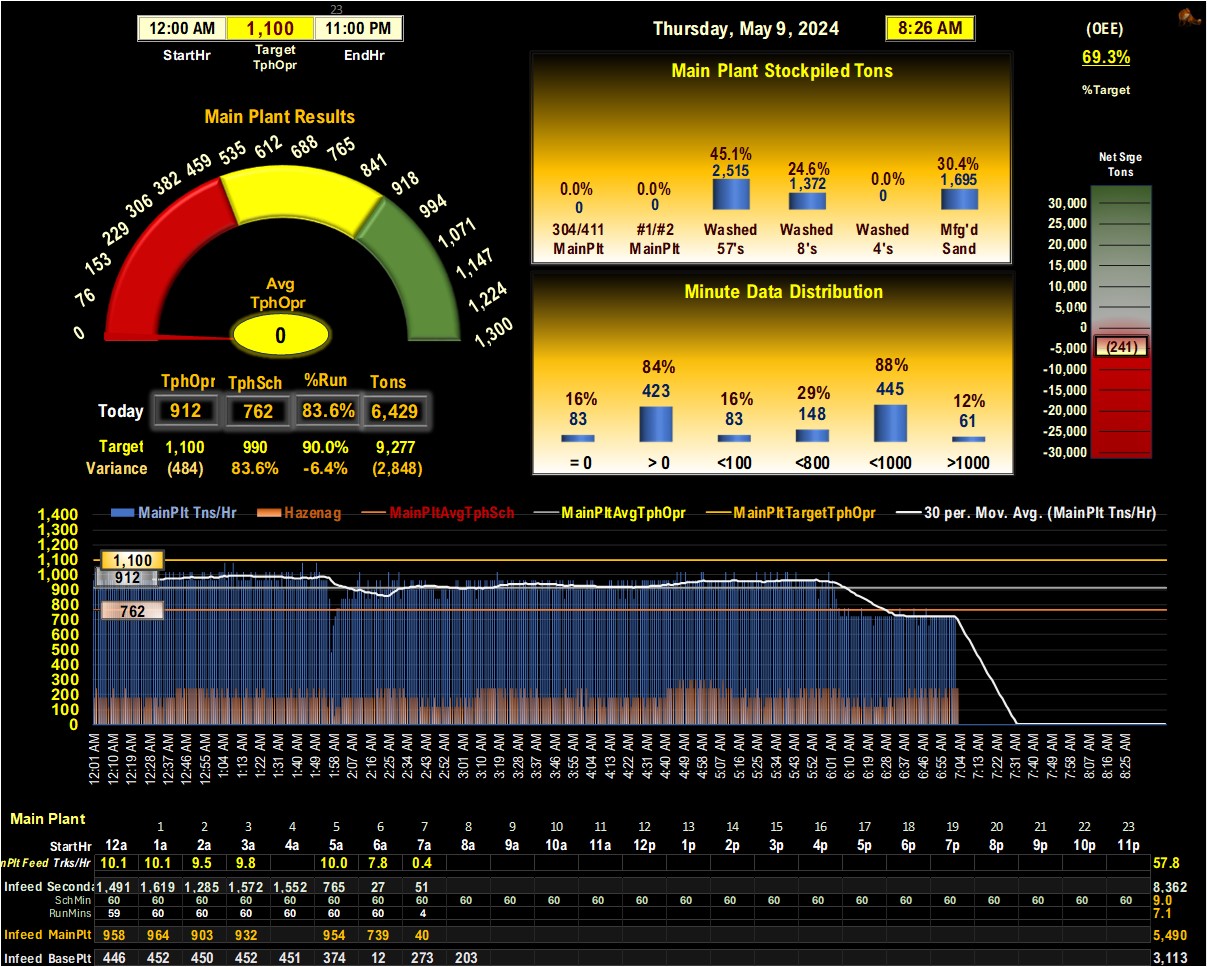 23
12:00 AM 1,100 11:00 PM
StartHr Target TphOpr EndHr
Thursday, May 9, 2024 8:26 AM
(OEE)
69.3%
%Target
Main Plant Results
0 76 153 229 306 382 459 535 612 688 765 841 918 994 1,071 1,147 1,224 1,300
Avg
TphOpr
0
TphOpr TphSch %Run Tons
Today 912 762 83.6% 6,429
Target 1,100 990 90.0% 9,277
Variance (484) 83.6% -6.4% (2,848)
Main Plant Stockpiled Tons
45.1% 24.6% 30.4%
2,515 1,372 1,695
0.0% 0.0% 0.0%
0 0 0
304/411 #1/#2 Washed Washed Washed Mfg'd
MainPlt MainPlt 57's 8's 4's Sand
Minute Data Distribution
16% 84% 16% 29% 88% 12%
83 423 83 148 445 61
= 0 > 0 <100 <800 <1000 >1000
Net Srge
Tons
30,000
25,000
20,000
15,000
10,000
5,000
0
-5,000 (241)
-10,000
-15,000
-20,000
-25,000
-30,000
MainPlt Tns/Hr Hazenag MainPltAvgTphSch MainPltAvgTphOpr MainPltTargetTphOpr 30 per. Mov. Avg. (MainPlt Tns/Hr)
1,400
1,300
1,200
1,100
1,000
900
800
700
600
500
400
300
200
100
0
1,100
912
762
12:01 AM 12:10 AM 12:19 AM 12:28 AM 12:37 AM 12:46 AM 12:55 AM 1:04 AM 1:13 AM 1:22 AM 1:31 AM 1:40 AM 1:49 AM 1:58 AM 2:07 AM 2:16 AM 2:25 AM 2:34 AM 2:43 AM 2:52 AM 3:01 AM 3:10 AM 3:19 AM 3:28 AM 3:37 AM 3:46 AM 3:55 AM 4:04 AM 4:13 AM 4:22 AM 4:31 AM 4:40 AM 4:49 AM 4:58 AM 5:07 AM 5:16 AM 5:25 AM 5:34 AM 5:43 AM 5:52 AM 6:01 AM 6:10 AM 6:19 AM 6:28 AM 6:37 AM 6:46 AM 6:55 AM 7:04 AM 7:13 AM 7:22 AM 7:31 AM 7:40 AM 7:49 AM 7:58 AM 8:07 AM 8:16 AM 8:25 AM
Main Plant
1 2 3 4 5 6 7 8 9 10 11 12 13 14 15 16 17 18 19 20 21 22 23
StartHr 12a 1a 2a 3a 4a 5a 6a 7a 8a 9a 10a 11a 12p 1p 2p 3p 4p 5p 6p 7p 8p 9p 10p 11p
nPlt Feed Trks/Hr 10.1 10.1 9.5 9.8 10.0 7.8 0.4 57.8
Infeed Seconda 1,491 1,619 1,285 1,572 1,552 765 27 51 8,362
SchMin 60 60 60 60 60 60 60 60 60 60 60 60 60 60 60 60 60 60 60 60 60 60 60 60 9.0
RunMins 59 60 60 60 60 60 60 4 7.1
Infeed MainPlt 958 964 903 932 954 739 40 5,490
Infeed BasePlt 446 452 450 452 451 374 12 273 203 3,113